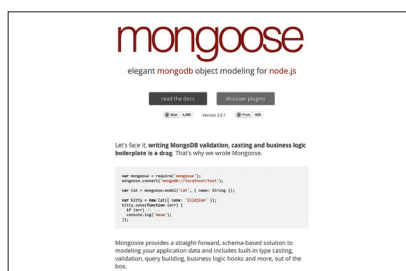 mongoose
elegant mongodb object modeling for node.js
read the docs discover plugins
Star 4,085 Version 3.8.7 Fork 800
Let's face it, writing MongoDB validation, casting and business logic
boilerplate is a drag. That's why we wrote Mongoose.
var mongoose = require('mongoose');
mongoose.connect('mongodb://localhost/test');
var Cat = mongoose.model('Cat', { name: String });
var kitty = new Cat({ name: 'Zildjian' });
kitty.save(function (err) {
if (err) // ...
console.log('meow');
});
Mongoose provides a straight-forward, schema-based solution to
modeling your application data and includes built-in type casting,
validation, query building, business logic hooks and more, out of the
box.